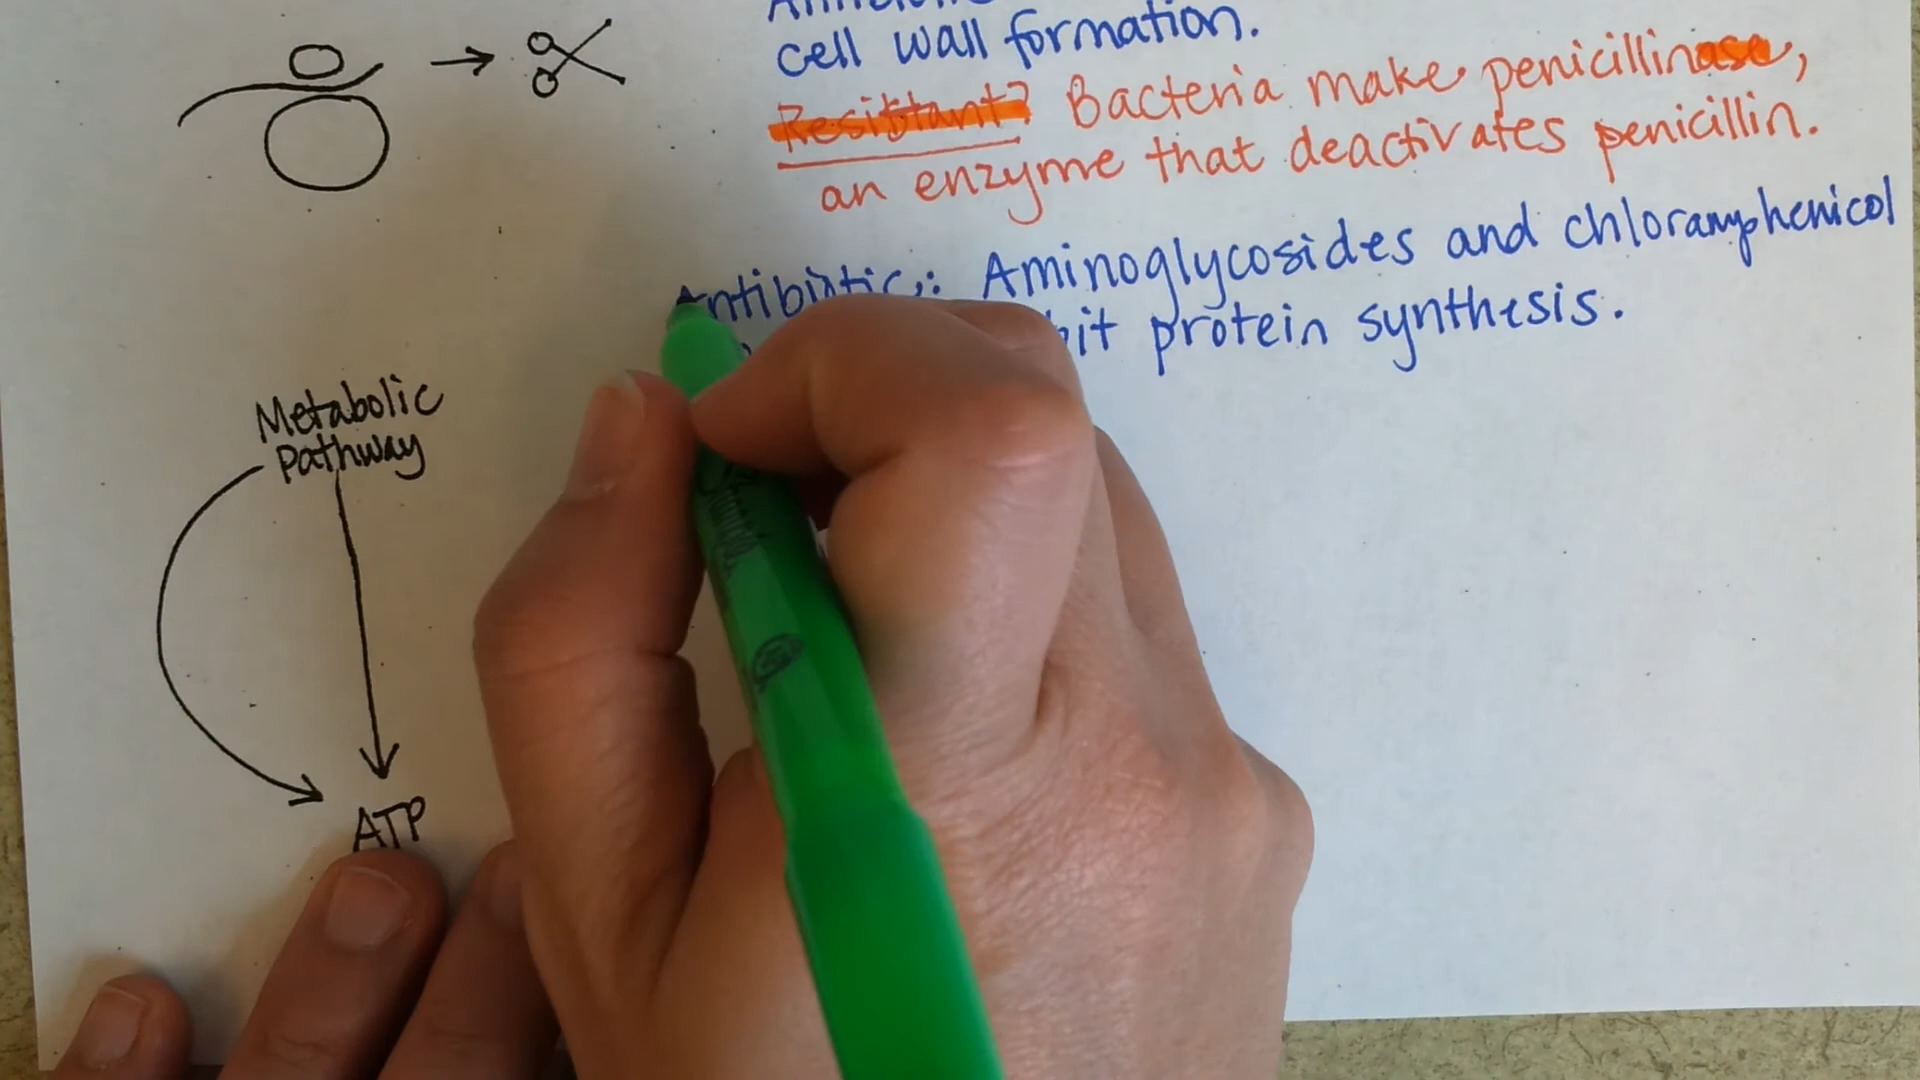 cell wall formation.
Resistant? Bacteria make penicillinase,
an enzyme that deactivates penicillin.
Antibiotic: Aminoglycosides and chloramphenicol
protein synthesis.
Metabolic
Pathway
ATP